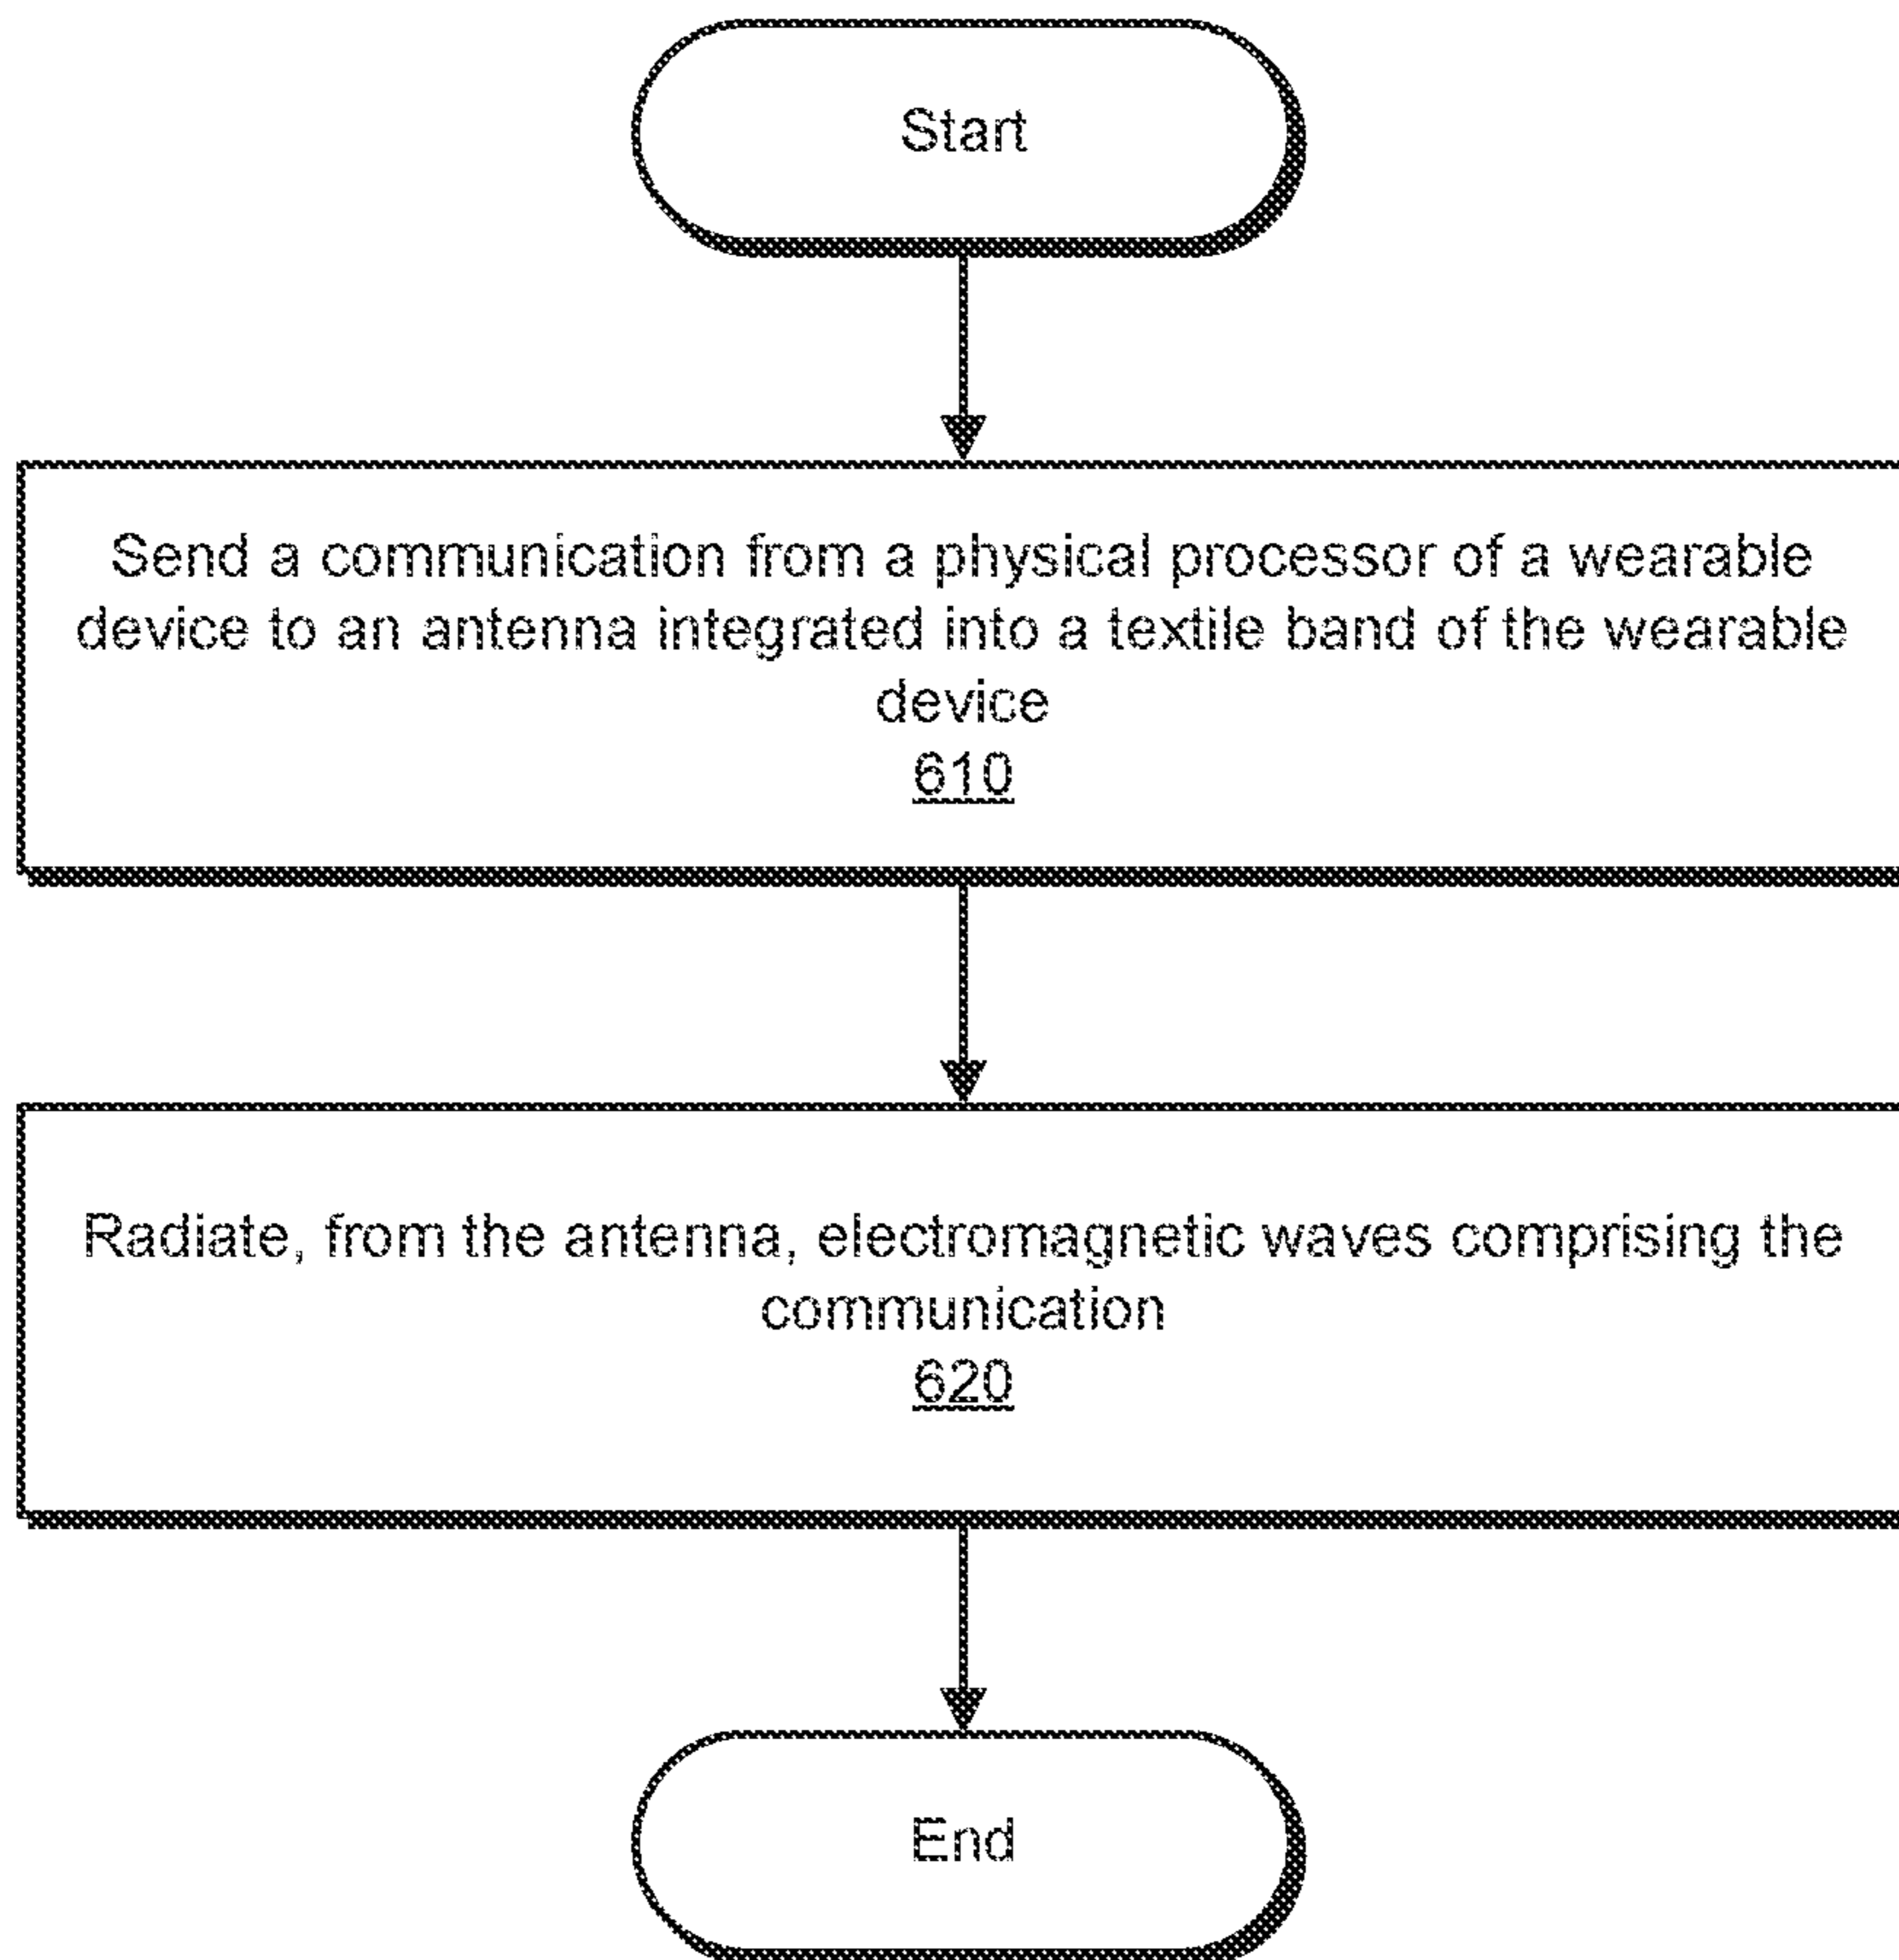 Start
Send a communication from a physical processor of a wearable
device to an antenna integrated into a textile band of the wearable
device
610
Radiate, from the antenna, electromagnetic waves comprising the
communication
620
End